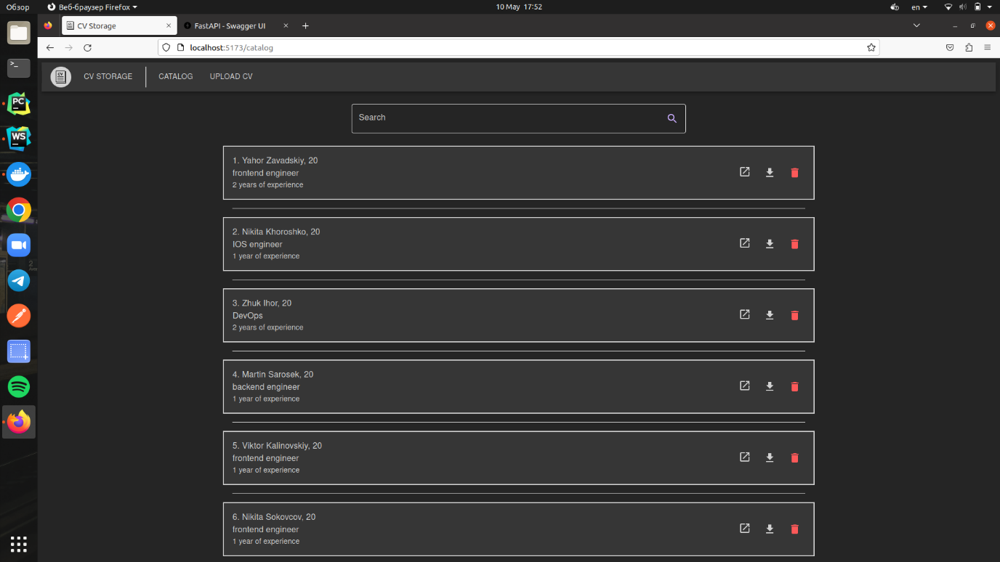 Обзор
Веб-браузер Firefox
10 May 17:52
en
CV Storage
FastAPI - Swagger UI
localhost:5173/catalog
CV
CV STORAGE
CATALOG
UPLOAD CV
Search
1. Yahor Zavadskiy, 20
frontend engineer
2 years of experience
2. Nikita Khoroshko, 20
IOS engineer
1 year of experience
3. Zhuk Ihor, 20
DevOps
2 years of experience
4. Martin Sarosek, 20
backend engineer
1 year of experience
5. Viktor Kalinovskiy, 20
frontend engineer
1 year of experience
6. Nikita Sokovcov, 20
frontend engineer
1 year of experience
>_
PC
WS